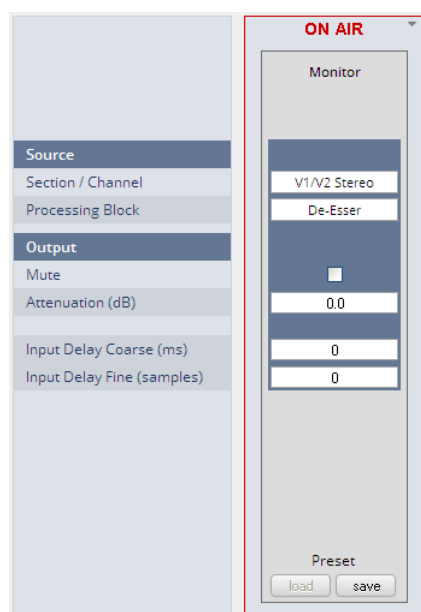 ON AIR
Monitor
Source
Section / Channel V1/V2 Stereo
Processing Block De-Esser
Output
Mute
Attenuation (dB) 0.0
Input Delay Coarse (ms) 0
Input Delay Fine (samples) 0
Preset
load save